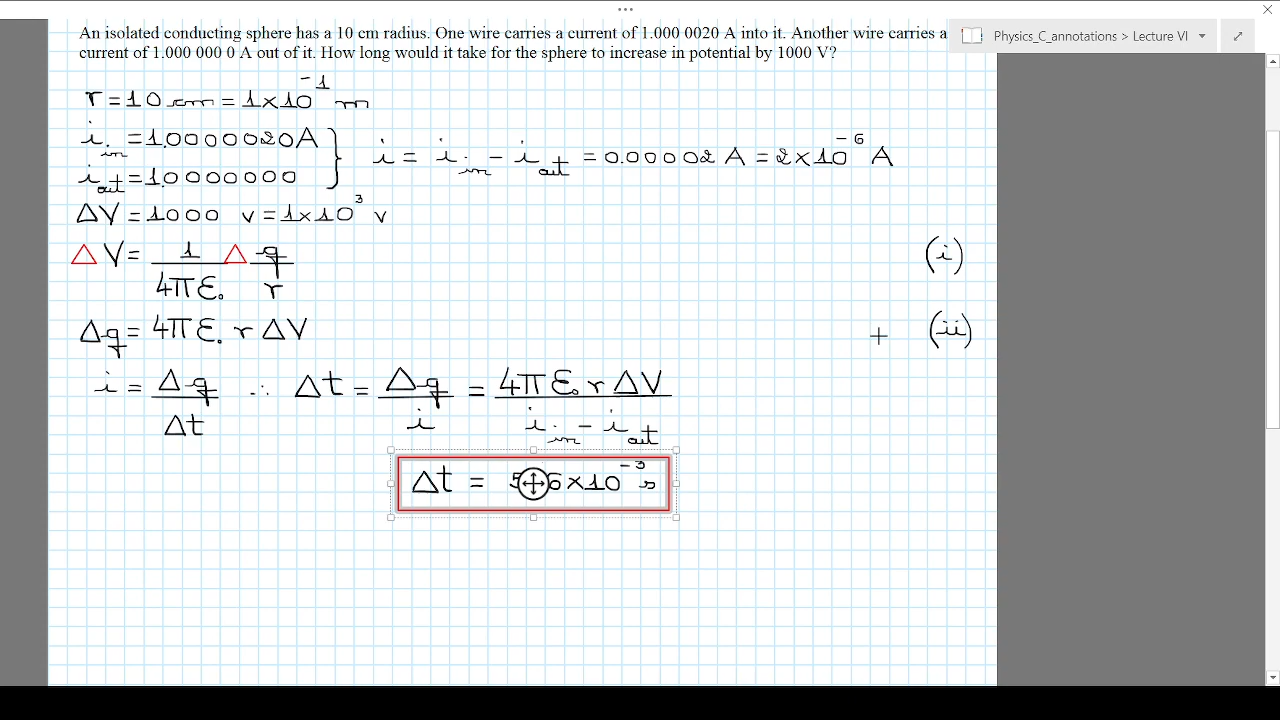 An isolated conducting sphere has a 10 cm radius. One wire carries a current of 1.000 0020 A into it. Another wire carries a
current of 1.000 000 0 A out of it. How long would it take for the sphere to increase in potential by 1000 V?
Physics_C_annotations > Lecture VI
r = 10 cm = 1×10⁻¹ m
i_in = 1.0000020A
i_out = 1.0000000
i = i_in − i_out = 0.00002 A = 2×10⁻⁶ A
ΔV = 1000 v = 1×10³ v
ΔV = 1/4πε₀ Δq/r (i)
Δq = 4πε₀ r ΔV + (ii)
i = Δq/Δt ∴ Δt = Δq/i = 4πε₀ r ΔV/i_in − i_out
Δt = 6×10⁻³ s